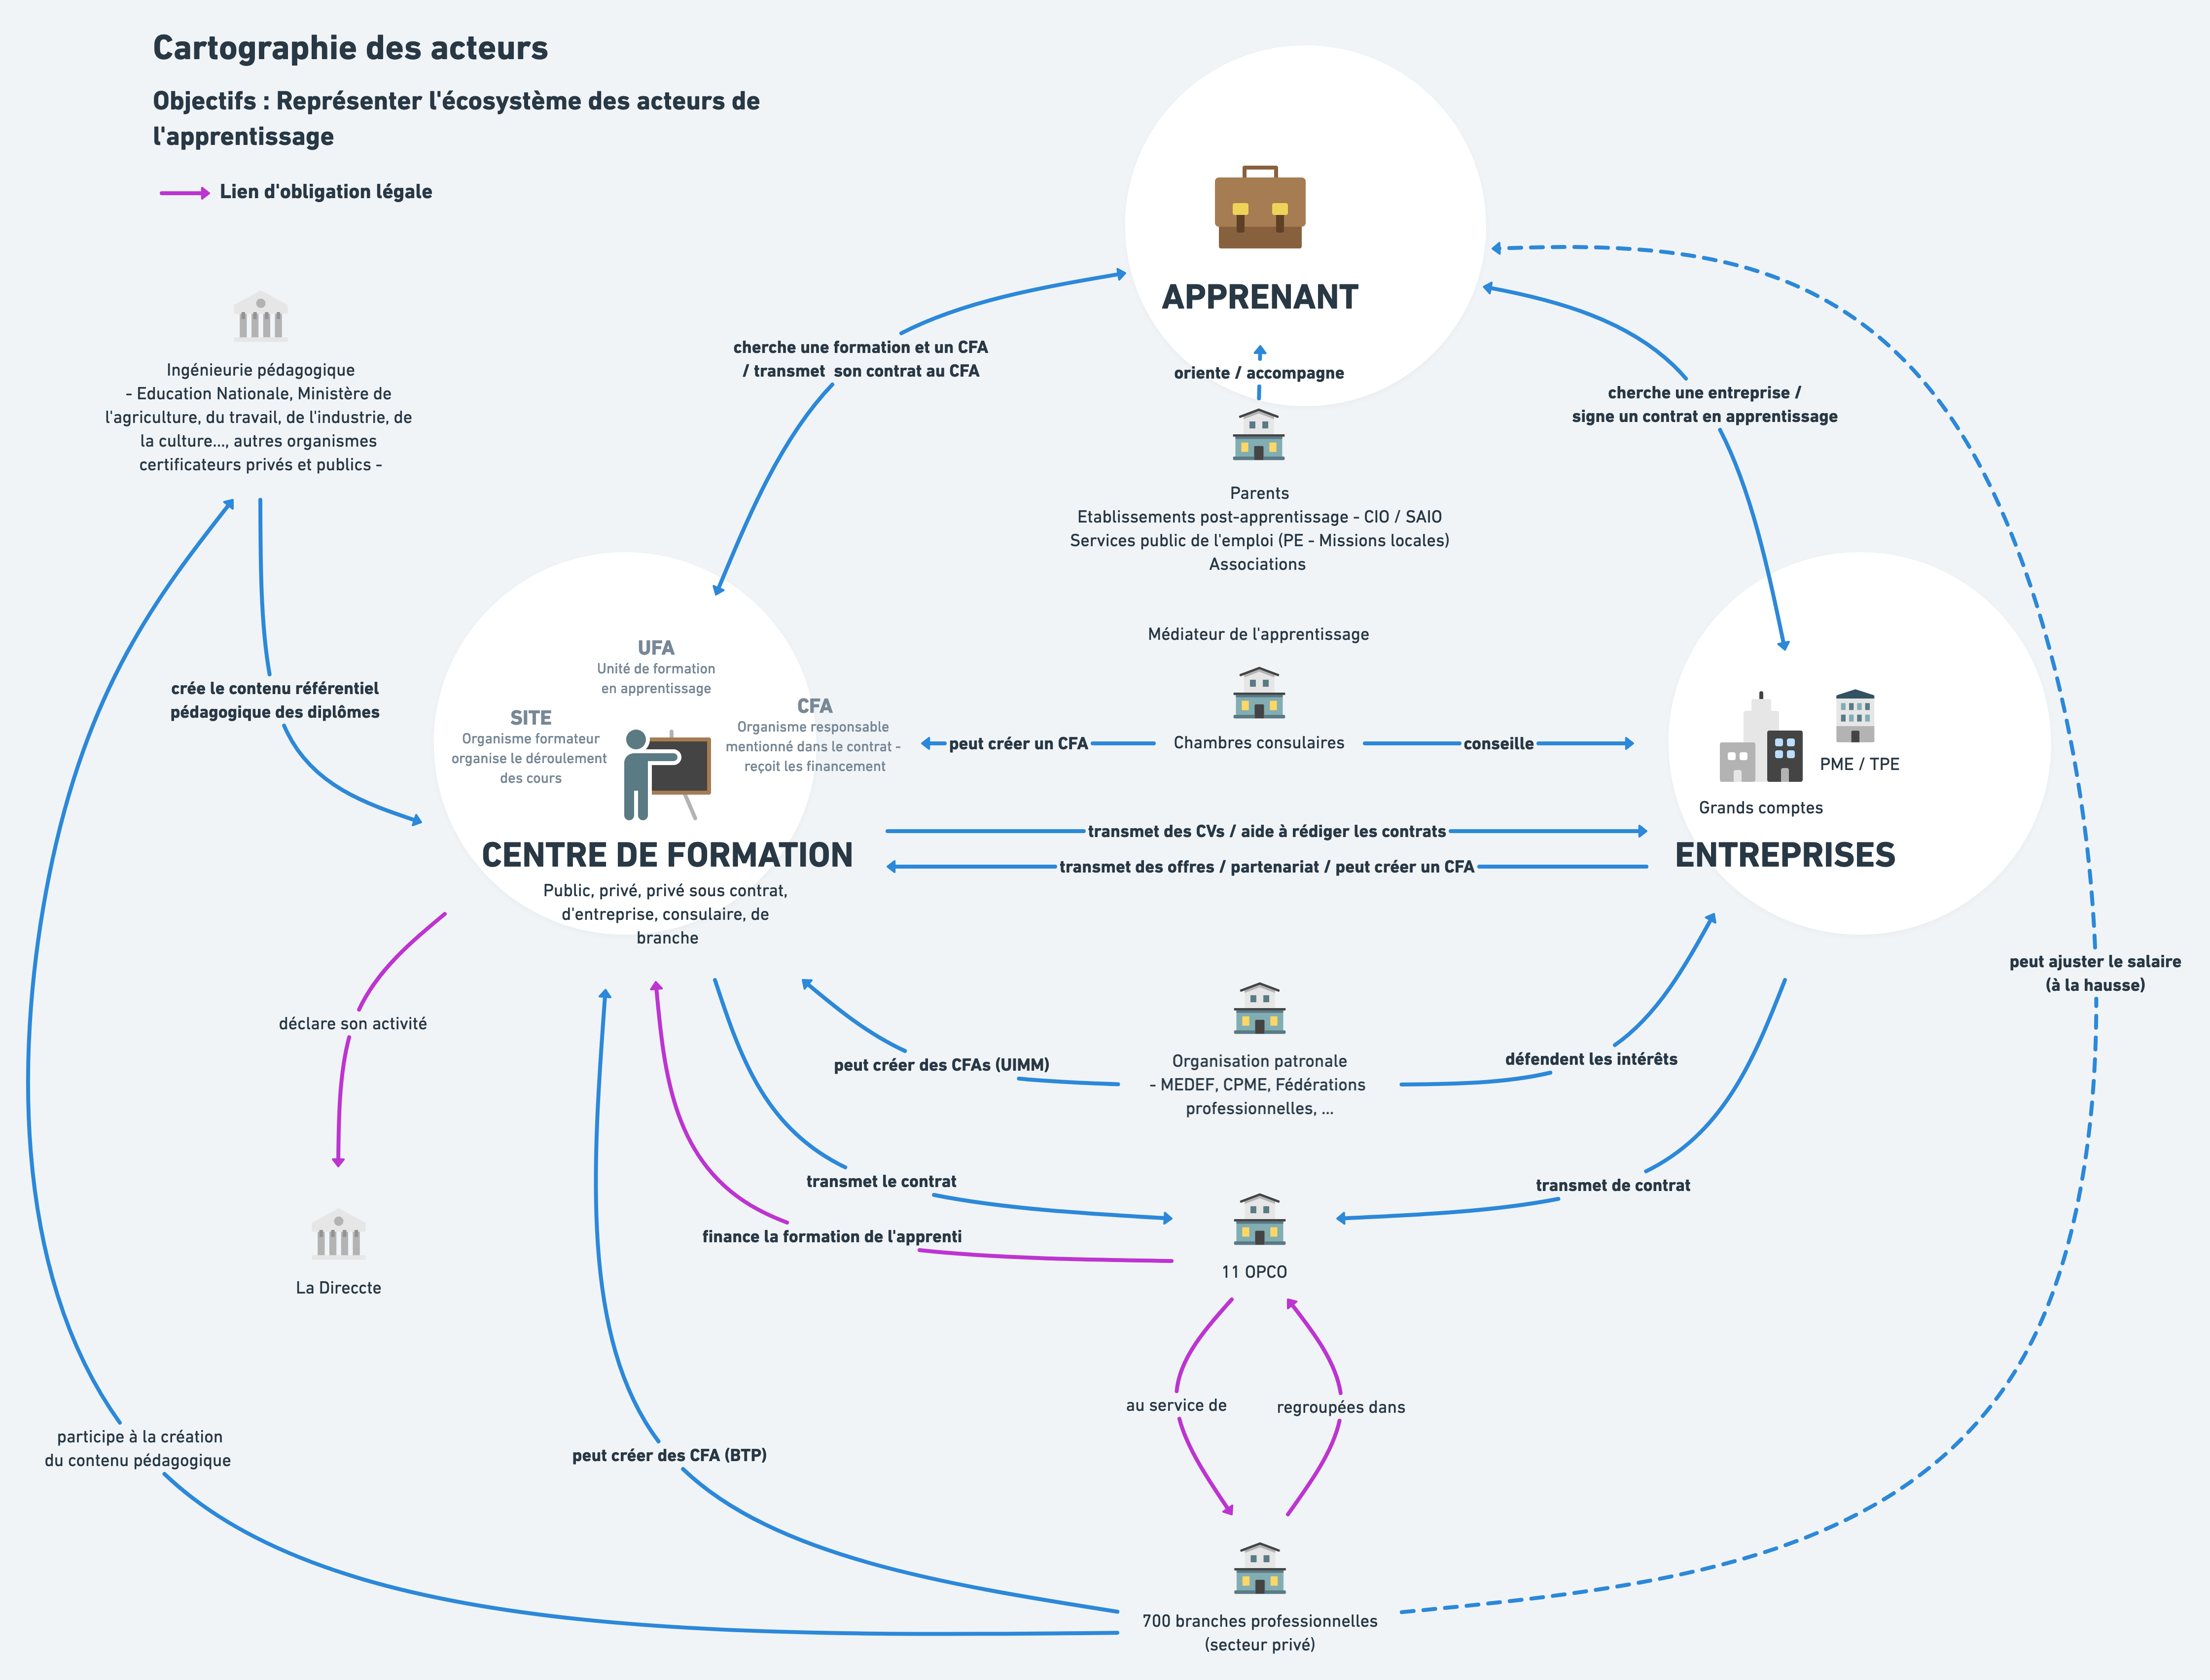 Cartographie des acteurs
Objectifs : Représenter l'écosystème des acteurs de
l'apprentissage
Lien d'obligation légale
APPRENANT
cherche une formation et un CFA
/ transmet son contrat au CFA
oriente / accompagne
cherche une entreprise /
signe un contrat en apprentissage
Ingénieurie pédagogique
- Education Nationale, Ministère de
l'agriculture, du travail, de l'industrie, de
la culture..., autres organismes
certificateurs privés et publics -
Parents
Etablissements post-apprentissage - CIO / SAIO
Services public de l'emploi (PE - Missions locales)
Associations
crée le contenu référentiel
pédagogique des diplômes
UFA
Unité de formation
en apprentissage
SITE
Organisme formateur
organise le déroulement
des cours
CFA
Organisme responsable
mentionné dans le contrat -
reçoit les financement
CENTRE DE FORMATION
Public, privé, privé sous contrat,
d'entreprise, consulaire, de
branche
Médiateur de l'apprentissage
peut créer un CFA
Chambres consulaires
conseille
PME / TPE
Grands comptes
ENTREPRISES
transmet des CVs / aide à rédiger les contrats
transmet des offres / partenariat / peut créer un CFA
peut ajuster le salaire
(à la hausse)
déclare son activité
peut créer des CFAs (UIMM)
Organisation patronale
- MEDEF, CPME, Fédérations
professionnelles, ...
défendent les intérêts
transmet le contrat
transmet de contrat
finance la formation de l'apprenti
11 OPCO
La Direccte
au service de
regroupées dans
participe à la création
du contenu pédagogique
peut créer des CFA (BTP)
700 branches professionnelles
(secteur privé)